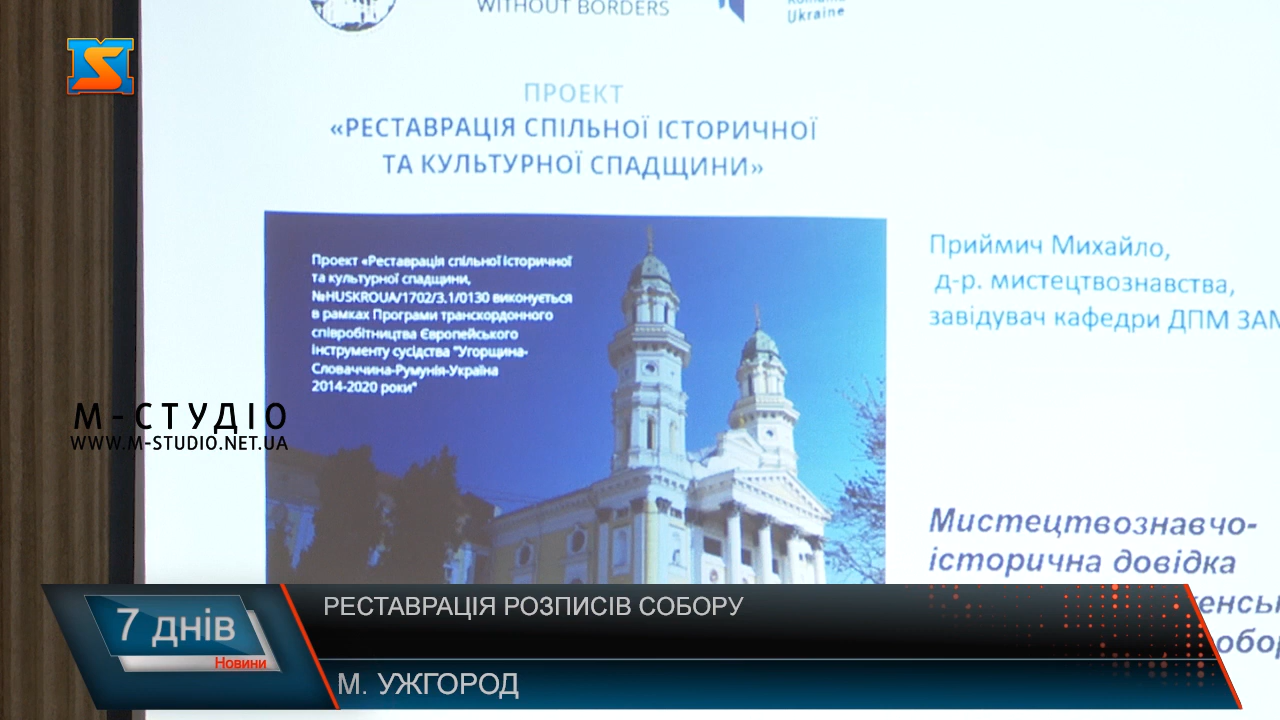 WITHOUT BORDERS
Ukraine
ПРОЕКТ
«РЕСТАВРАЦІЯ СПІЛЬНОЇ ІСТОРИЧНОЇ
ТА КУЛЬТУРНОЇ СПАДЩИНИ»
Проект «Реставрація спільної історичної
та культурної спадщини,
№HUSKROUA/1702/3.1/0130 виконується
в рамках Програми транскордонного
співробітництва Європейського
Інструменту сусідства "Угорщина-
Словаччина-Румунія-Україна
2014-2020 роки"
Приймич Михайло,
д-р. мистецтвознавства,
завідувач кафедри ДПМ
Мистецтвознавчо-
історична довідка
М-СТУДІО
WWW.M-STUDIO.NET.UA
7 днів
Новини
РЕСТАВРАЦІЯ РОЗПИСІВ СОБОРУ
М. УЖГОРОД